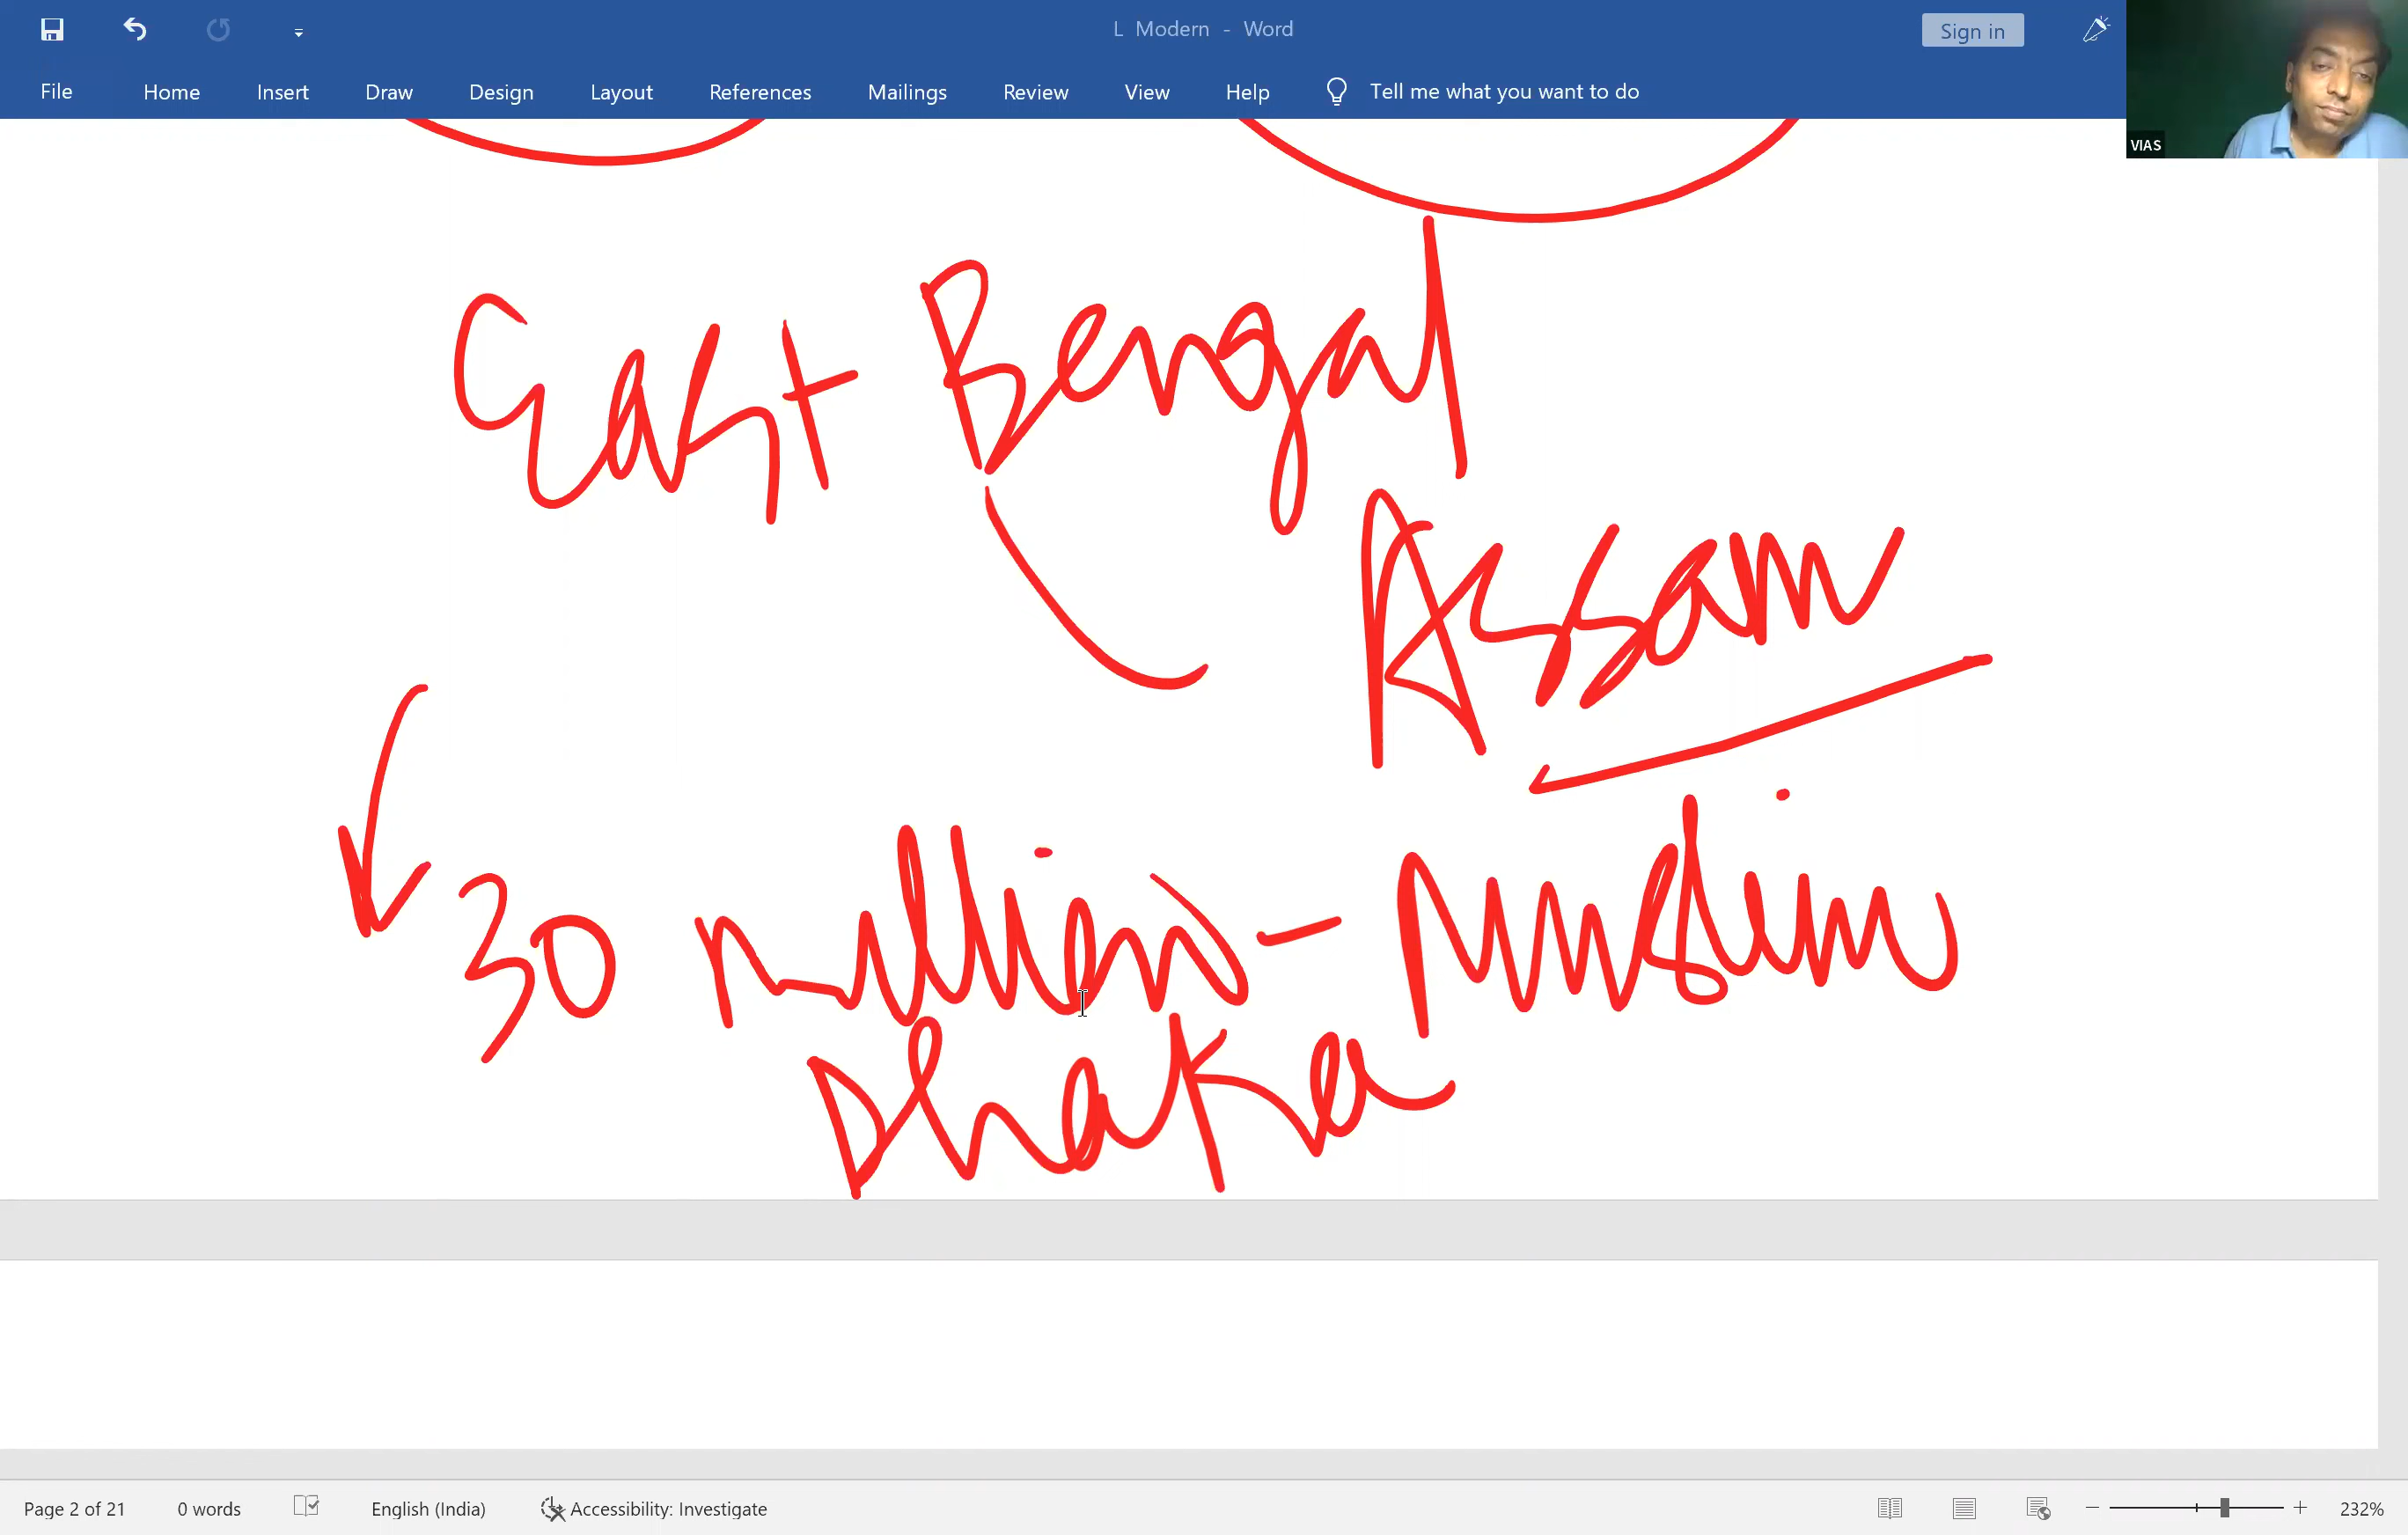 L Modern - Word
Sign in
File Home Insert Draw Design Layout References Mailings Review View Help Tell me what you want to do
VIAS
East Bengal
Assam
30 million - Muslim
Dhaka
Page 2 of 21 0 words English (India) Accessibility: Investigate 232%